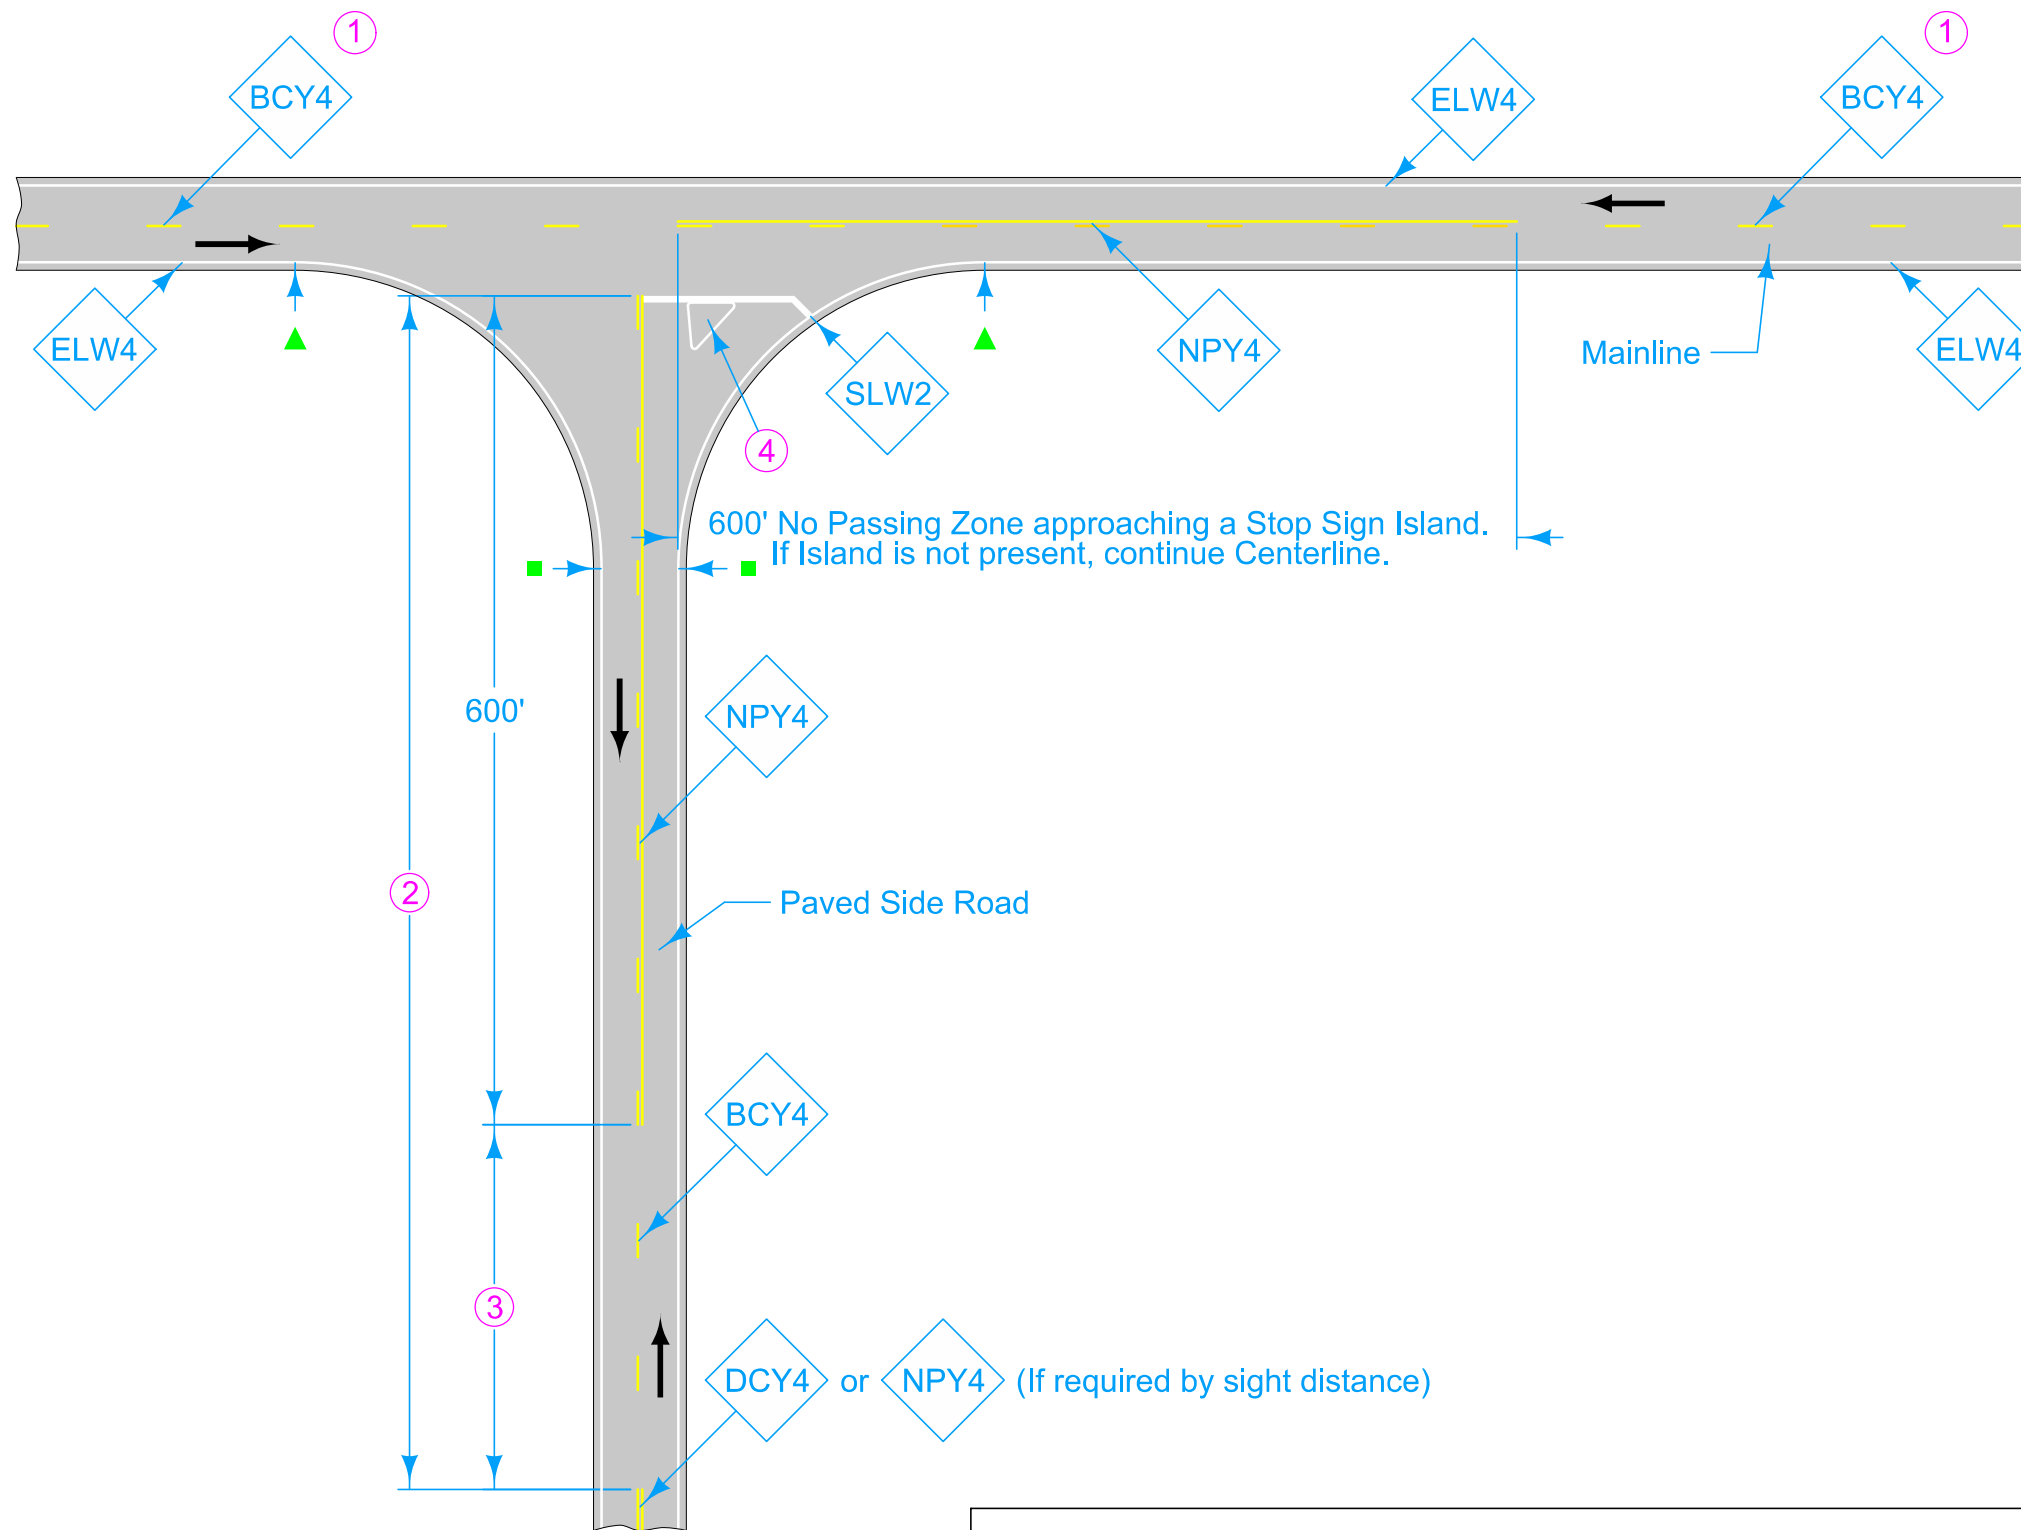 1
1
BCY4
ELW4
BCY4
ELW4
NPY4
Mainline
ELW4
SLW2
4
600' No Passing Zone approaching a Stop Sign Island.
If Island is not present, continue Centerline.
600'
NPY4
2
Paved Side Road
BCY4
3
DCY4 or NPY4 (If required by sight distance)